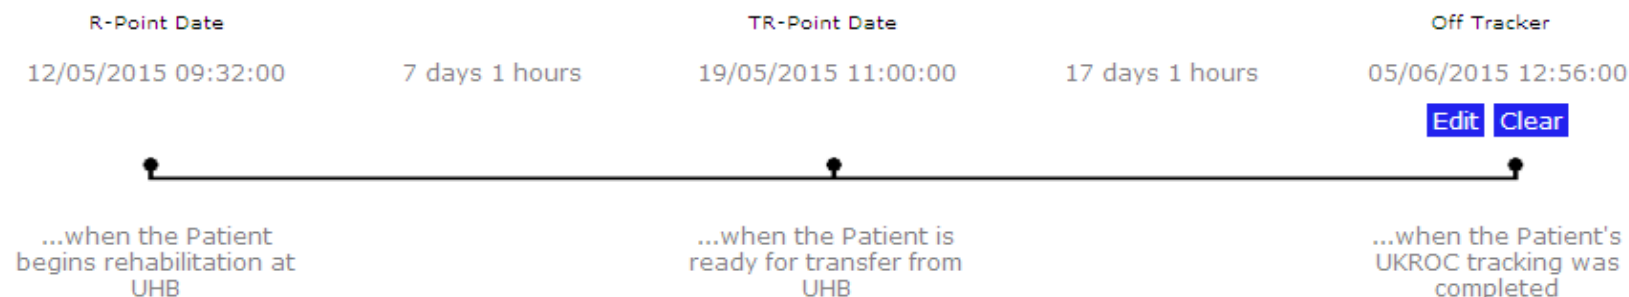 R-Point Date TR-Point Date Off Tracker
12/05/2015 09:32:00 7 days 1 hours 19/05/2015 11:00:00 17 days 1 hours 05/06/2015 12:56:00
Edit Clear
...when the Patient ...when the Patient is ...when the Patient's
begins rehabilitation at ready for transfer from UKROC tracking was
UHB UHB completed